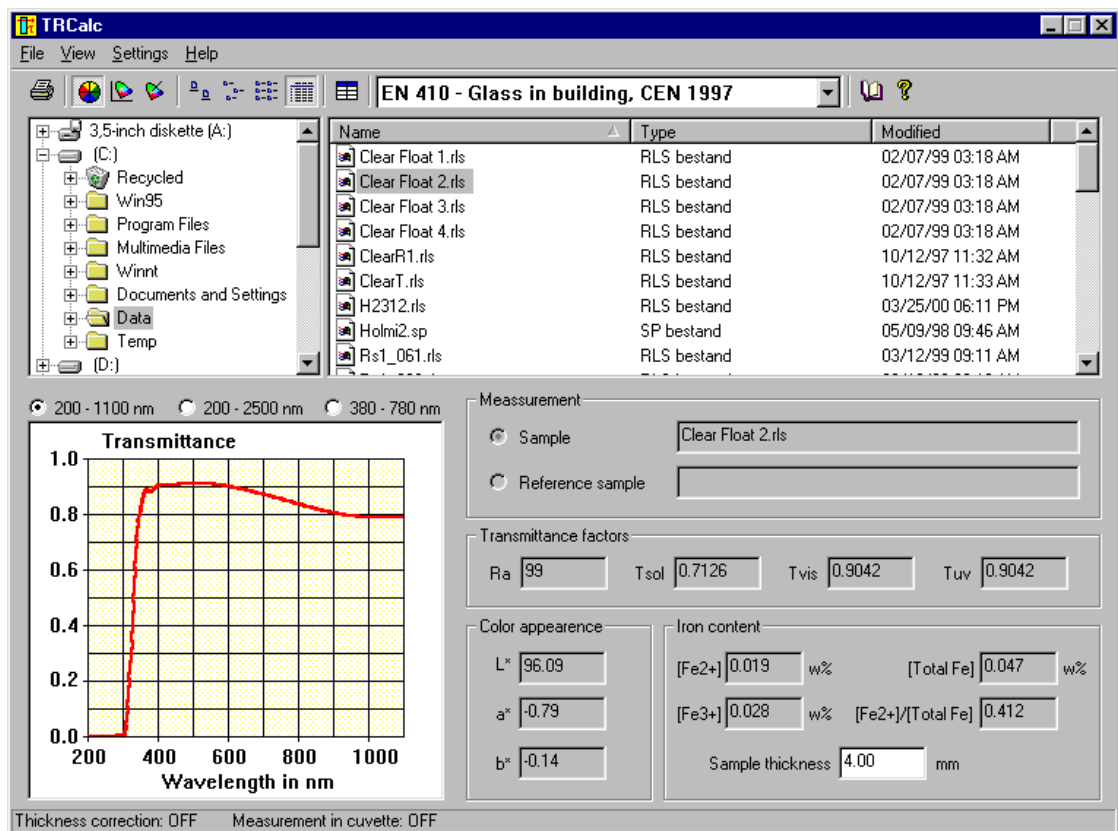 TRCalc
File View Settings Help
EN 410 - Glass in building, CEN 1997
3,5-inch diskette (A:)
(C:)
Recycled
Win95
Program Files
Multimedia Files
Winnt
Documents and Settings
Data
Temp
(D:)
Name Type Modified
Clear Float 1.rls RLS bestand 02/07/99 03:18 AM
Clear Float 2.rls RLS bestand 02/07/99 03:18 AM
Clear Float 3.rls RLS bestand 02/07/99 03:18 AM
Clear Float 4.rls RLS bestand 02/07/99 03:18 AM
ClearR1.rls RLS bestand 10/12/97 11:32 AM
ClearT.rls RLS bestand 10/12/97 11:33 AM
H2312.rls RLS bestand 03/25/00 06:11 PM
Holmi2.sp SP bestand 05/09/98 09:46 AM
Rs1_061.rls RLS bestand 03/12/99 09:11 AM
200 - 1100 nm 200 - 2500 nm 380 - 780 nm
Transmittance
1.0
0.8
0.6
0.4
0.2
0.0
200 400 600 800 1000
Wavelength in nm
Meassurement
Sample Clear Float 2.rls
Reference sample
Transmittance factors
Ra 99 Tsol 0.7126 Tvis 0.9042 Tuv 0.9042
Color appearence
L* 96.09
a* -0.79
b* -0.14
Iron content
[Fe2+] 0.019 w% [Total Fe] 0.047 w%
[Fe3+] 0.028 w% [Fe2+]/[Total Fe] 0.412
Sample thickness 4.00 mm
Thickness correction: OFF Measurement in cuvette: OFF